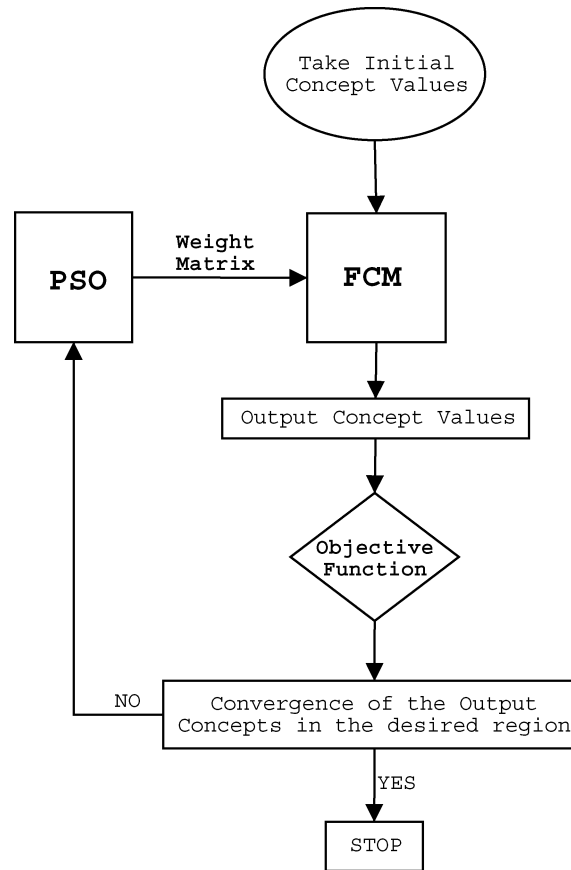 Take Initial
Concept Values
Weight
Matrix
PSO
FCM
Output Concept Values
Objective
Function
NO
Convergence of the Output
Concepts in the desired region
YES
STOP